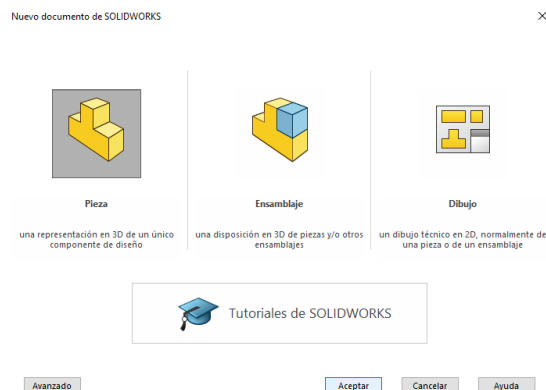 Nuevo documento de SOLIDWORKS
Pieza
una representación en 3D de un único
componente de diseño
Ensamblaje
una disposición en 3D de piezas y/o otros
ensamblajes
Dibujo
un dibujo técnico en 2D, normalmente de
una pieza o de un ensamblaje
Tutoriales de SOLIDWORKS
Avanzado
Aceptar
Cancelar
Ayuda